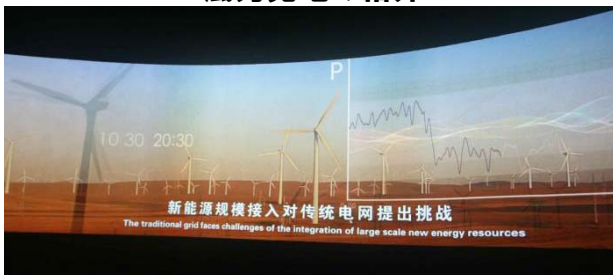 P
10 30 20:30
新能源规模接入对传统电网提出挑战
The traditional grid faces challenges of the integration of large scale new energy resources